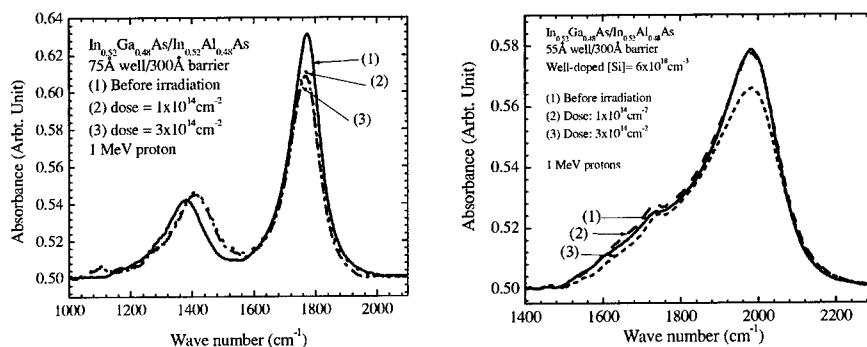 0.64
In0.52Ga0.48As/In0.52Al0.48As
75Å well/300Å barrier
(1) Before irradiation
(2) dose = 1x10^14cm^-2
(3) dose = 3x10^14cm^-2
1 MeV proton
(1)
(2)
(3)
0.62
0.60
0.58
0.56
0.54
0.52
0.50
Absorbance (Arbt. Unit)
1000 1200 1400 1600 1800 2000
Wave number (cm^-1)
In0.52Ga0.48As/In0.52Al0.48As
55Å well/300Å barrier
Well-doped [Si]= 6x10^18cm^-3
(1) Before irradiation
(2) Dose: 1x10^14cm^-2
(3) Dose: 3x10^14cm^-2
1 MeV protons
(1)
(2)
(3)
0.58
0.56
0.54
0.52
0.50
Absorbance (Arbt. Unit)
1400 1600 1800 2000 2200
Wave number (cm^-1)